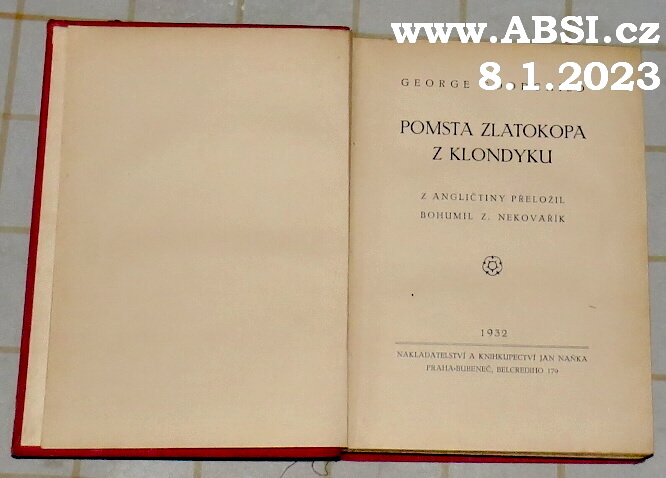 www.ABSI.cz
8.1.2023
GEORGE
POMSTA ZLATOKOPA
Z KLONDYKU
Z ANGLIČTINY PŘELOŽIL
BOHUMIL Z. NEKOVAŘÍK
1932
NAKLADATELSTVÍ A KNIHKUPECTVÍ JAN NAŇKA
PRAHA-BUBENEČ, BELCREDIHO 179